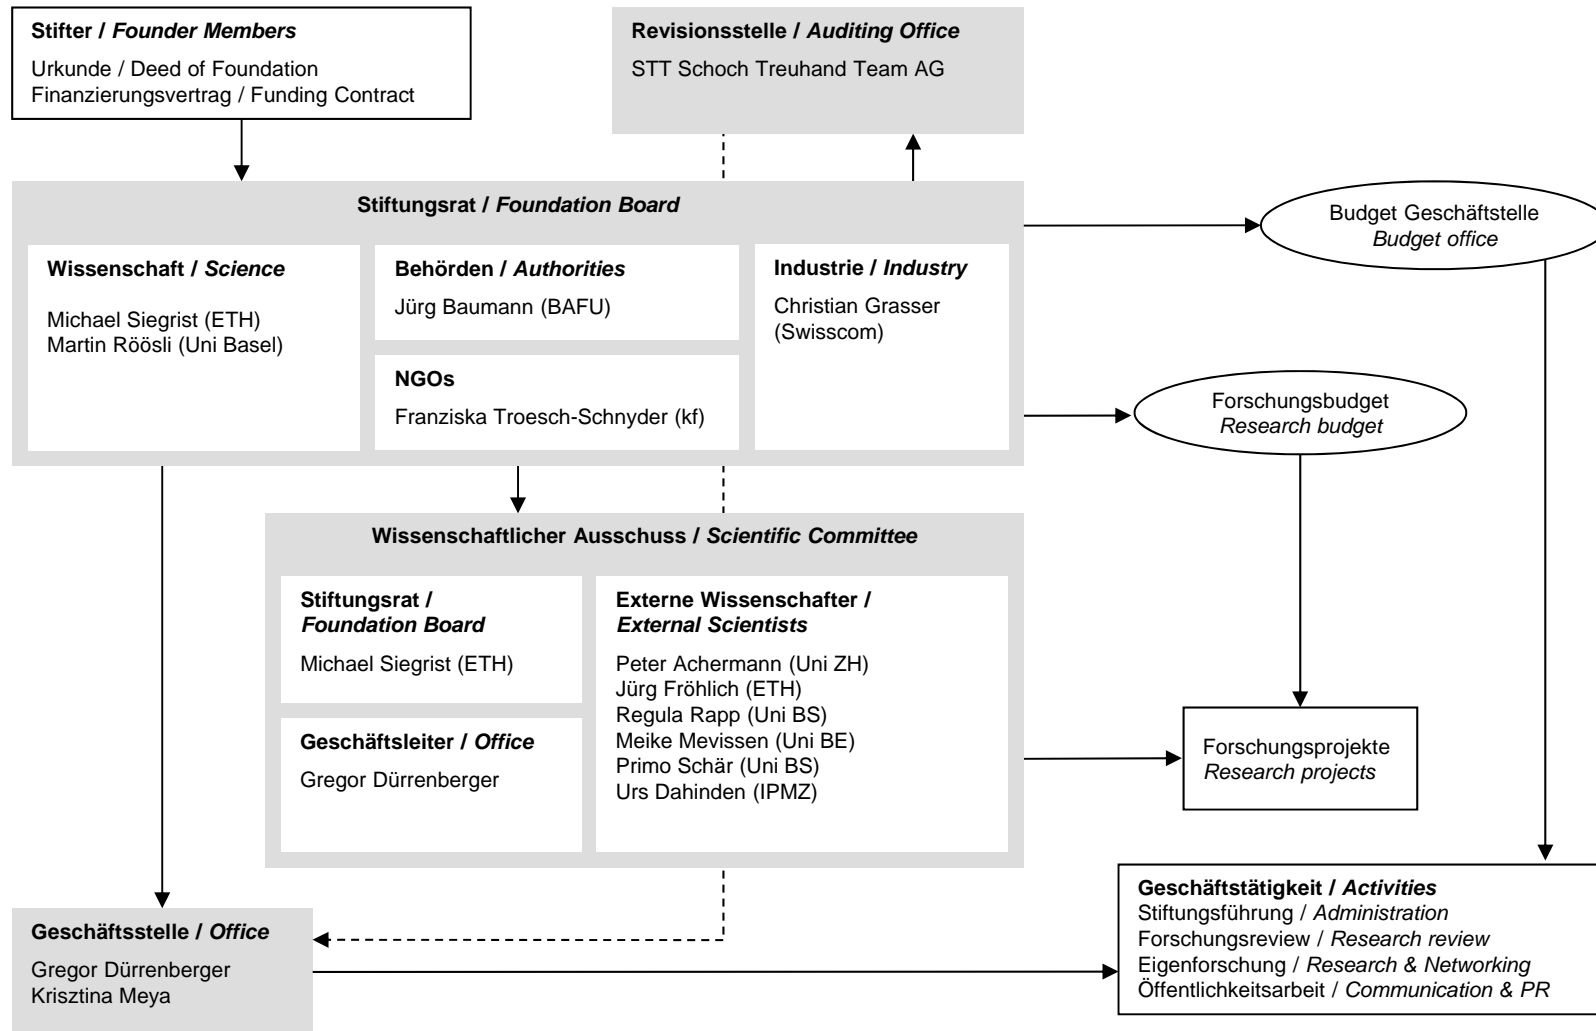 Stifter / Founder Members
Urkunde / Deed of Foundation
Finanzierungsvertrag / Funding Contract
Revisionsstelle / Auditing Office
STT Schoch Treuhand Team AG
Stiftungsrat / Foundation Board
Wissenschaft / Science
Michael Siegrist (ETH)
Martin Röösli (Uni Basel)
Behörden / Authorities
Jürg Baumann (BAFU)
NGOs
Franziska Troesch-Schnyder (kf)
Industrie / Industry
Christian Grasser
(Swisscom)
Budget Geschäftstelle
Budget office
Forschungsbudget
Research budget
Wissenschaftlicher Ausschuss / Scientific Committee
Stiftungsrat /
Foundation Board
Michael Siegrist (ETH)
Geschäftsleiter / Office
Gregor Dürrenberger
Externe Wissenschafter /
External Scientists
Peter Achermann (Uni ZH)
Jürg Fröhlich (ETH)
Regula Rapp (Uni BS)
Meike Mevissen (Uni BE)
Primo Schär (Uni BS)
Urs Dahinden (IPMZ)
Forschungsprojekte
Research projects
Geschäftsstelle / Office
Gregor Dürrenberger
Krisztina Meya
Geschäftstätigkeit / Activities
Stiftungsführung / Administration
Forschungsreview / Research review
Eigenforschung / Research & Networking
Öffentlichkeitsarbeit / Communication & PR